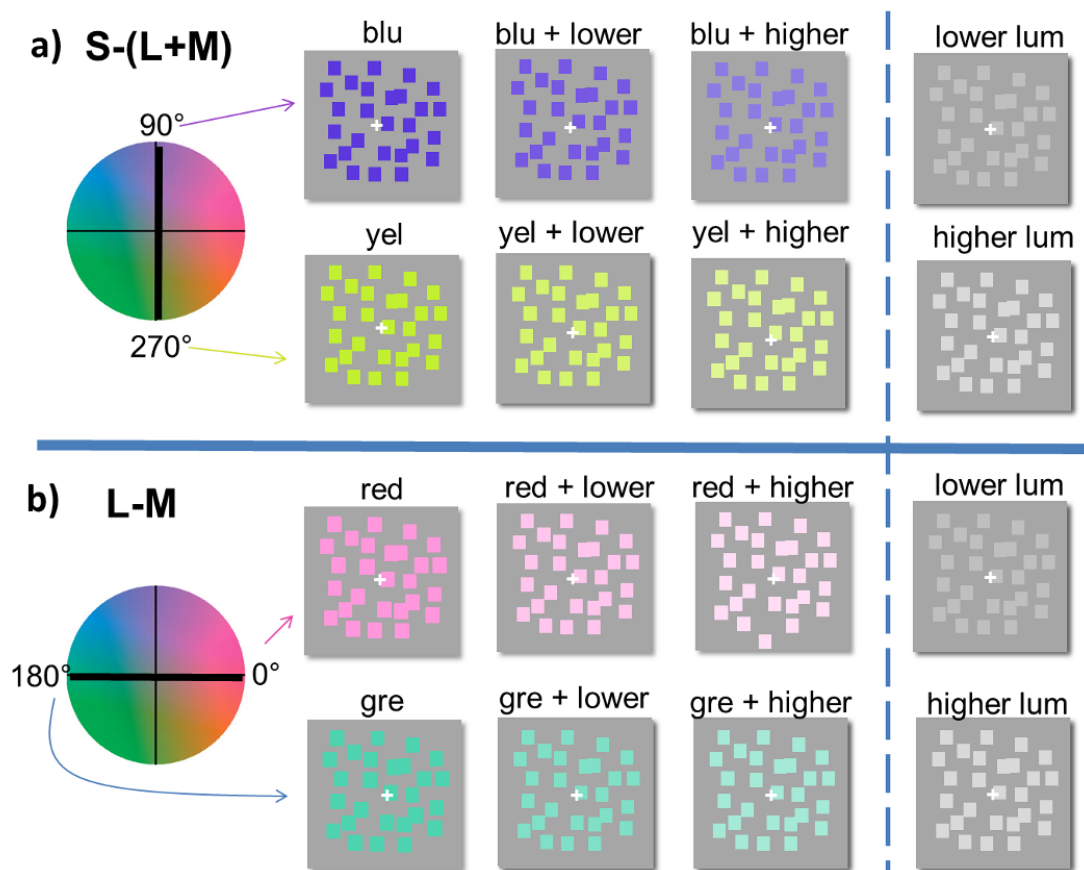 a) S-(L+M)
90°
270°
blu
blu + lower
blu + higher
lower lum
yel
yel + lower
yel + higher
higher lum
b) L-M
180°
0°
red
red + lower
red + higher
lower lum
gre
gre + lower
gre + higher
higher lum